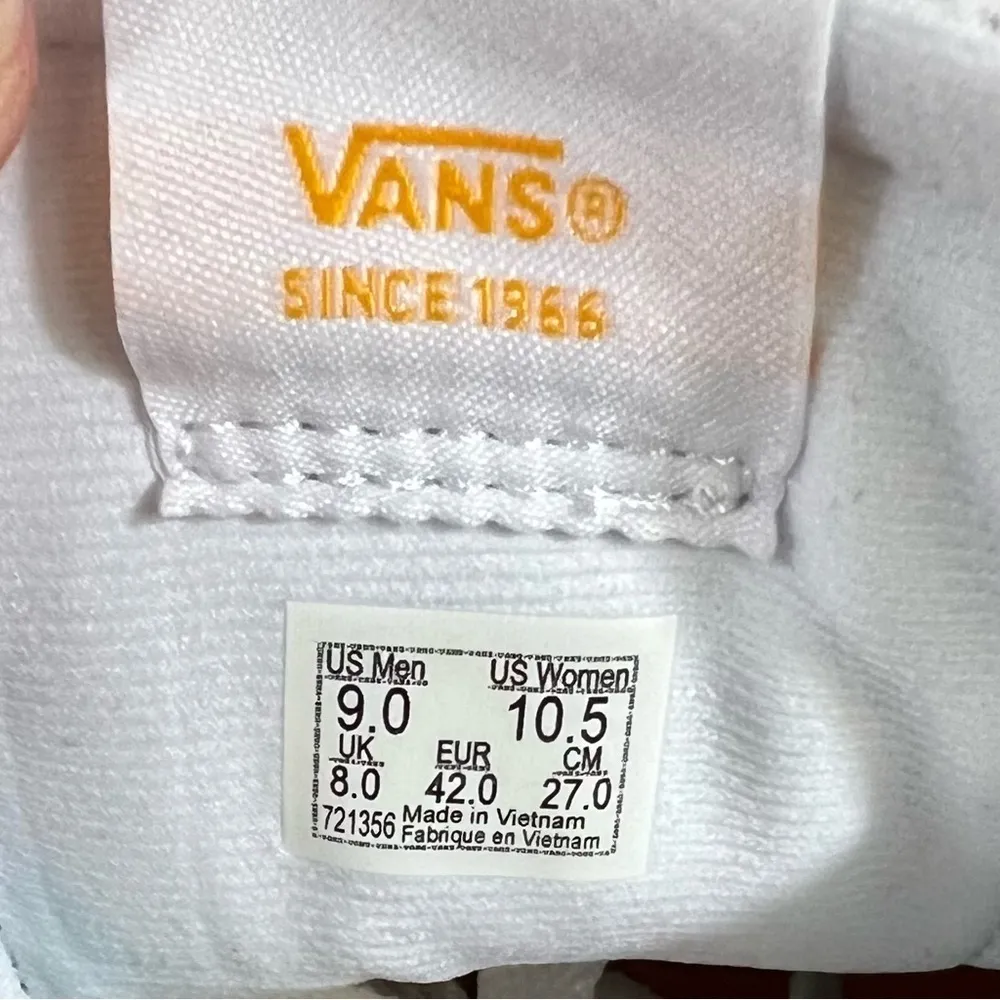 VANS®
SINCE 1966
US Men US Women
9.0 10.5
UK EUR CM
8.0 42.0 27.0
721356 Made in Vietnam
Fabrique en Vietnam